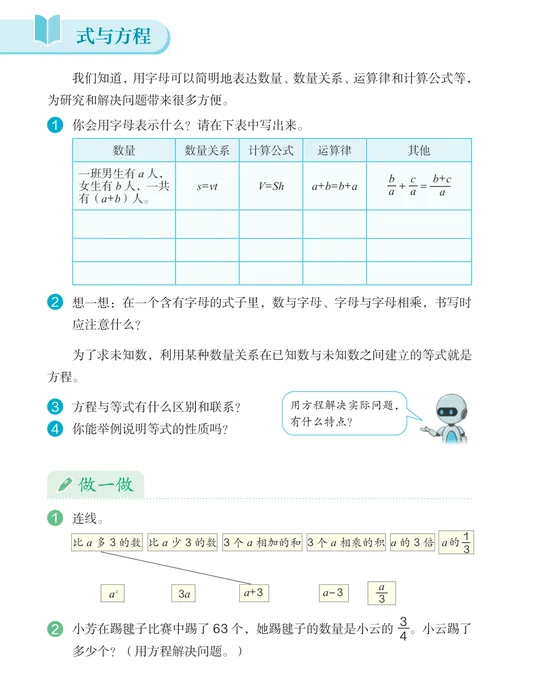 式与方程
我们知道，用字母可以简明地表达数量、数量关系、运算律和计算公式等，
为研究和解决问题带来很多方便。
1 你会用字母表示什么？请在下表中写出来。
数量 数量关系 计算公式 运算律 其他
一班男生有 a 人，
女生有 b 人，一共
有（a+b）人。
s=vt V=Sh a+b=b+a b/a + c/a = b+c/a
2 想一想：在一个含有字母的式子里，数与字母、字母与字母相乘，书写时
应注意什么？
为了求未知数，利用某种数量关系在已知数与未知数之间建立的等式就是
方程。
3 方程与等式有什么区别和联系？
4 你能举例说明等式的性质吗？
用方程解决实际问题，
有什么特点？
做一做
1 连线。
比 a 多 3 的数 比 a 少 3 的数 3 个 a 相加的和 3 个 a 相乘的积 a 的 3 倍 a 的 1/3
a³ 3a a+3 a−3 a/3
2 小芳在踢毽子比赛中踢了 63 个，她踢毽子的数量是小云的 3/4。小云踢了
多少个？（用方程解决问题。）